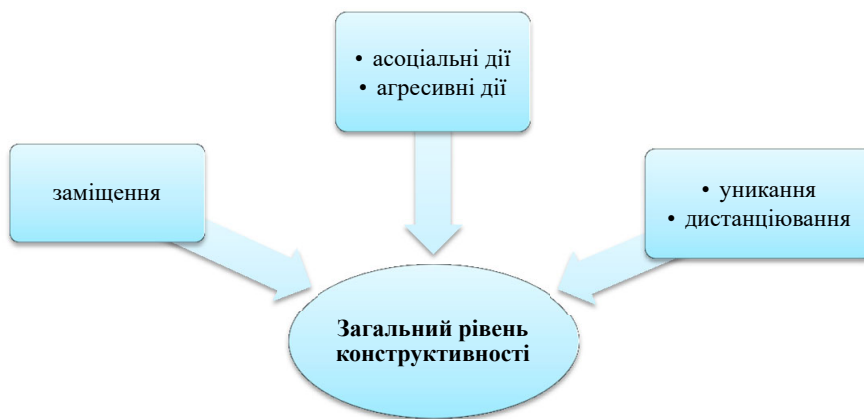 • асоціальні дії
• агресивні дії
заміщення
• уникання
• дистанціювання
Загальний рівень
конструктивності